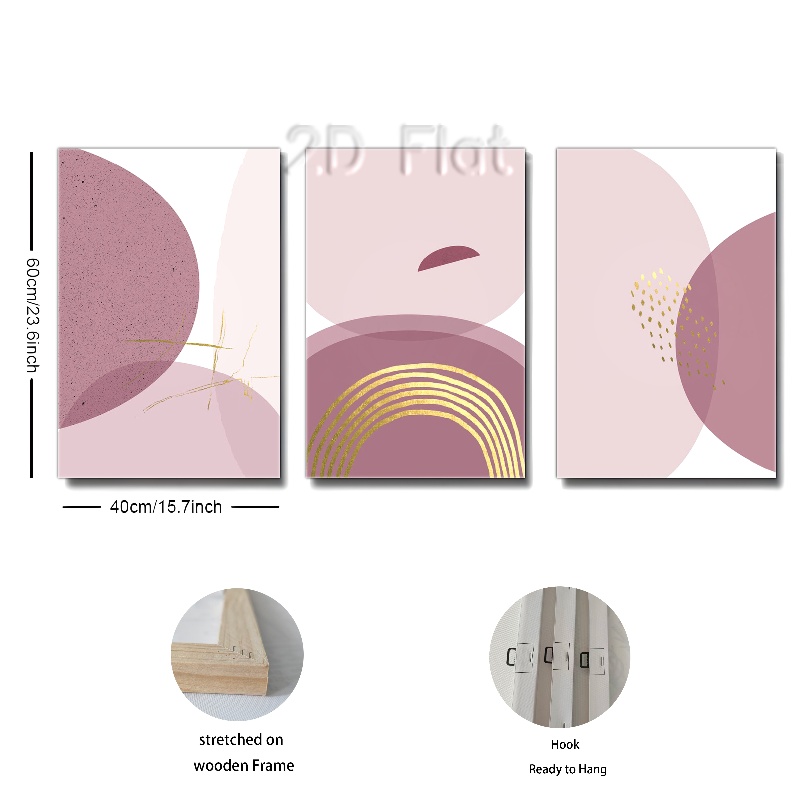 2D Flat
60cm/23.6inch
40cm/15.7inch
stretched on
wooden Frame
Hook
Ready to Hang